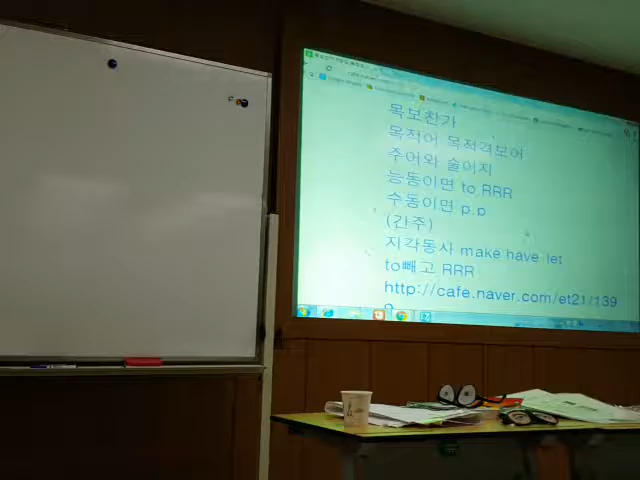 목보찬가
목적어 목적격보어
주어와 술어지
능동이면 to RRR
수동이면 p.p
(간주)
지각동사 make have let
to빼고 RRR
http://cafe.naver.com/et21/139